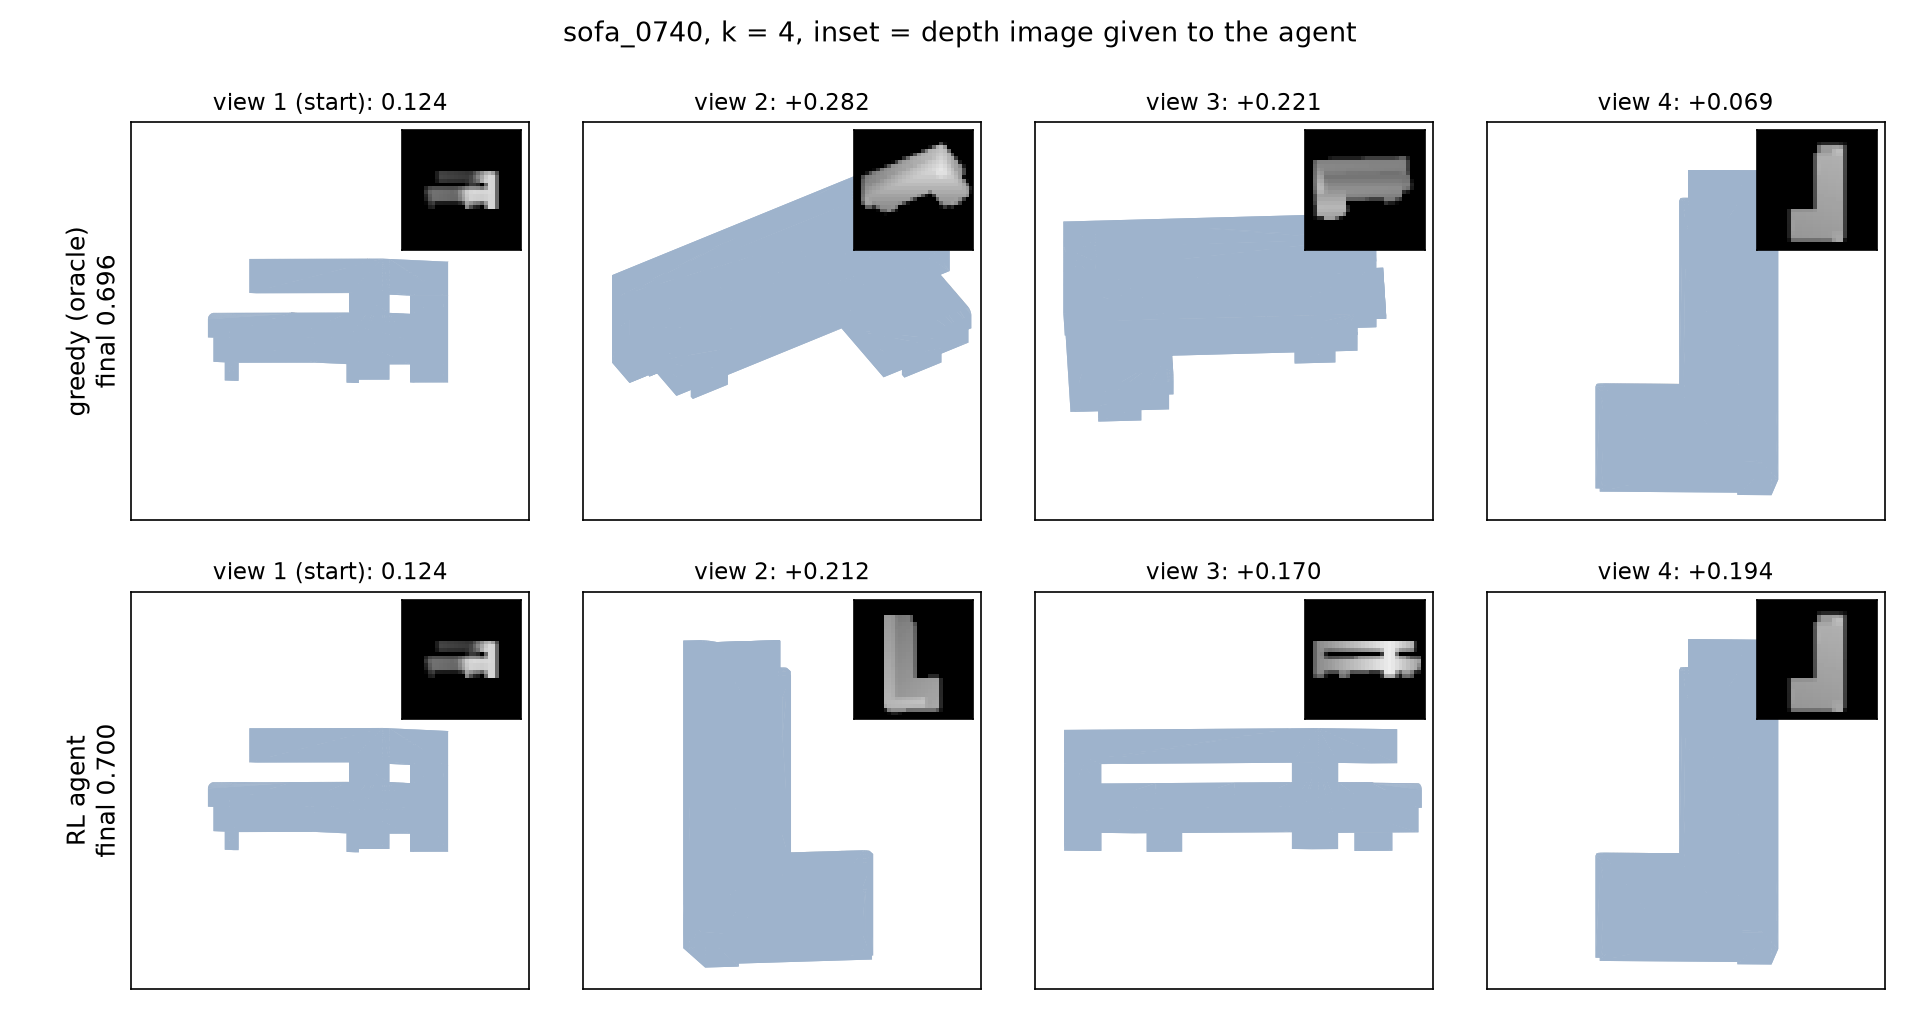 sofa_0740, k = 4, inset = depth image given to the agent
greedy (oracle)
final 0.696
view 1 (start): 0.124
view 2: +0.282
view 3: +0.221
view 4: +0.069
RL agent
final 0.700
view 1 (start): 0.124
view 2: +0.212
view 3: +0.170
view 4: +0.194